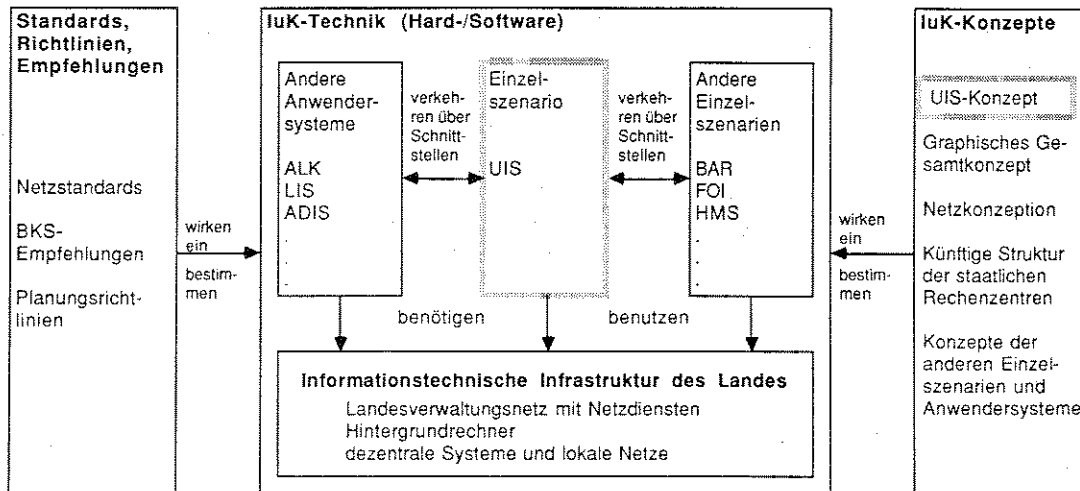 Standards,
Richtlinien,
Empfehlungen
Netzstandards
BKS-
Empfehlungen
Planungsricht-
linien
wirken
ein
bestim-
men
IuK-Technik (Hard-/Software)
Andere
Anwender-
systeme
ALK
LIS
ADIS
.
.
.
verkeh-
ren über
Schnitt-
stellen
Einzel-
szenario
UIS
verkeh-
ren über
Schnitt-
stellen
Andere
Einzel-
szenarien
BAR
FOI
HMS
.
.
.
benötigen
benutzen
Informationstechnische Infrastruktur des Landes
Landesverwaltungsnetz mit Netzdiensten
Hintergrundrechner
dezentrale Systeme und lokale Netze
wirken
ein
bestim-
men
IuK-Konzepte
UIS-Konzept
Graphisches Ge-
samtkonzept
Netzkonzeption
Künftige Struktur
der staatlichen
Rechenzentren
Konzepte der
anderen Einzel-
szenarien und
Anwendersysteme